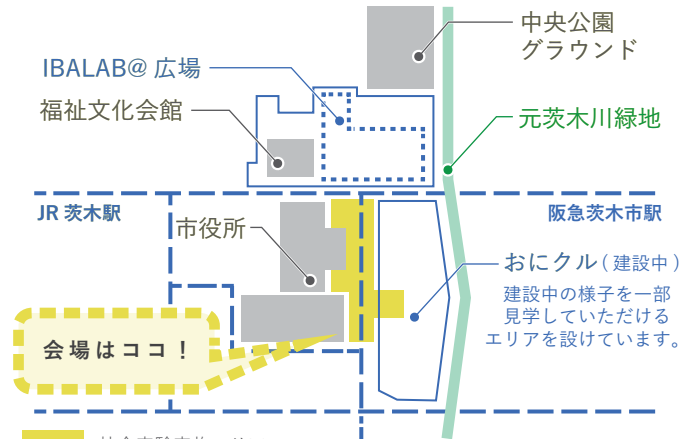 中央公園
グラウンド
IBALAB@ 広場
福祉文化会館
元茨木川緑地
JR 茨木駅
阪急茨木市駅
市役所
おにクル ( 建設中 )
建設中の様子を一部
見学していただける
エリアを設けています。
会場はココ！